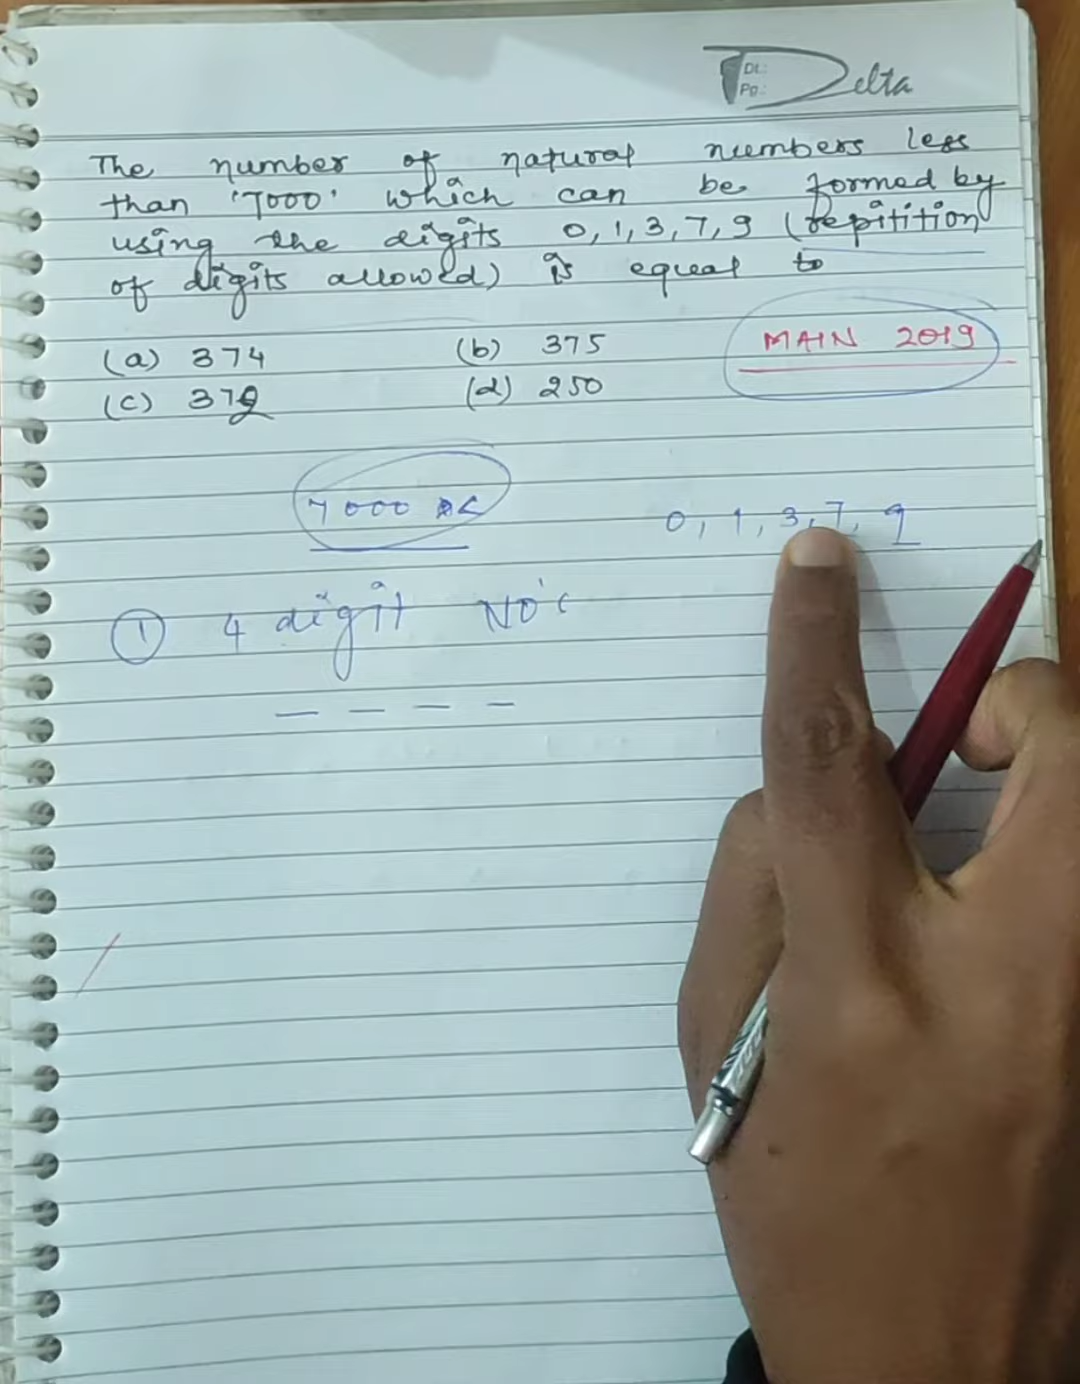 DL:
Pg.:
Delta
The number of natural numbers less
than '7000' which can be formed by
using the digits 0, 1, 3, 7, 9 (repitition
of digits allowed) is equal to
(a) 374 (b) 375
MAIN 2019
(c) 372 (d) 250
7000 <
0, 1, 3, 7, 9
① 4 digit No's